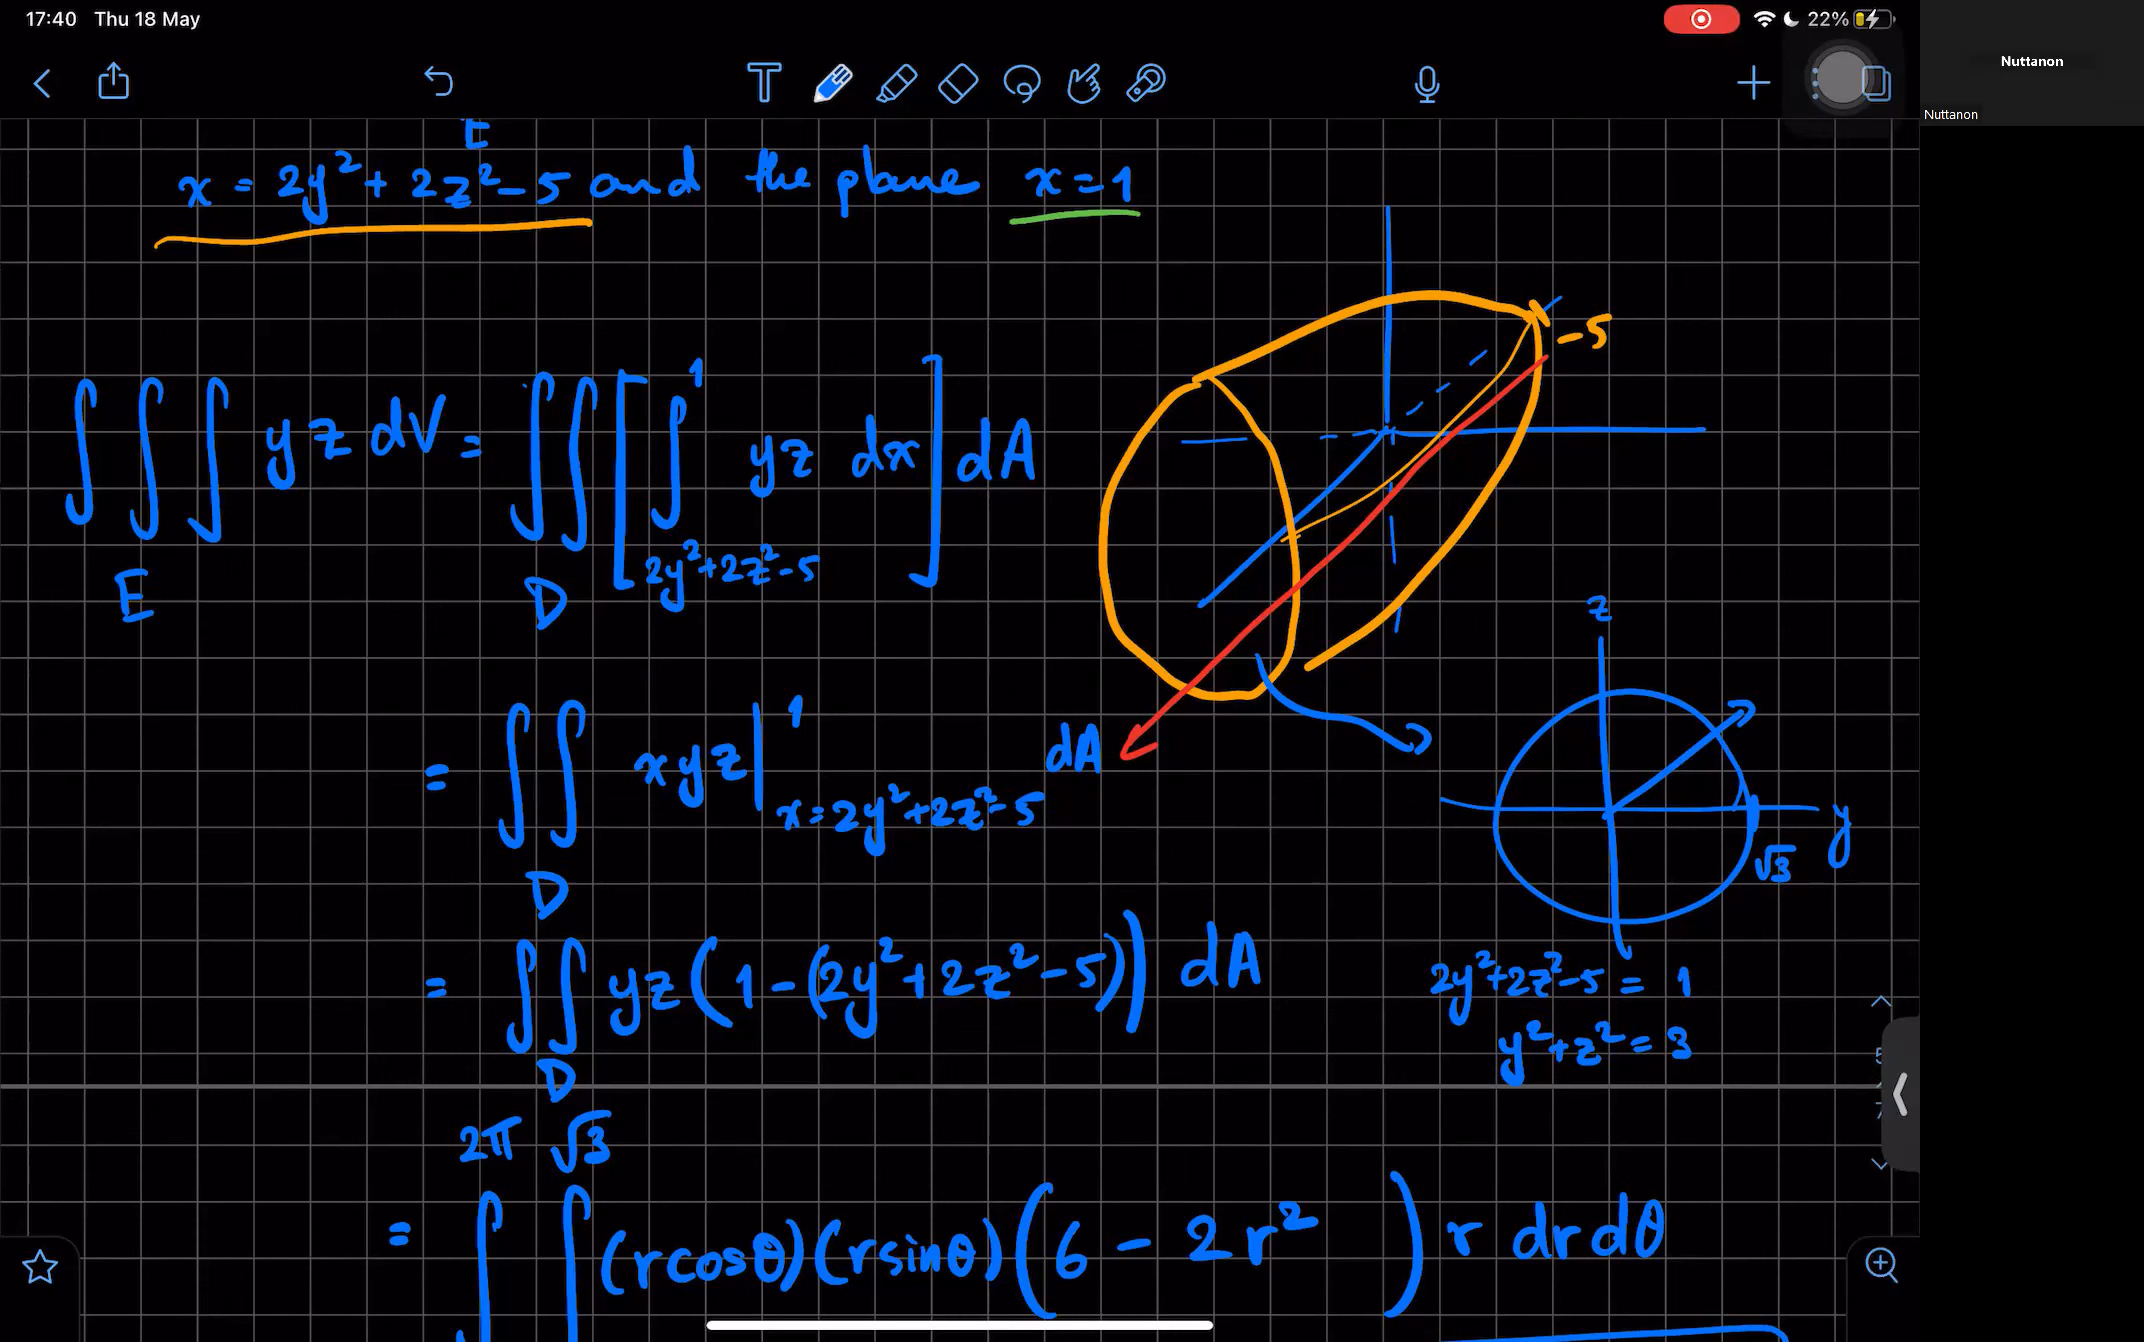 17:40 Thu 18 May
22%
Nuttanon
Nuttanon
E
x = 2y² + 2z² - 5 and the plane x = 1
-5
∫∫∫ yz dV = ∫∫ [ ∫ yz dx ] dA
1
2y²+2z²-5
E
D
= ∫∫ xyz | dA
1
x=2y²+2z²-5
D
z
y
√3
= ∫∫ yz(1-(2y²+2z²-5)) dA
D
2y²+2z²-5 = 1
y²+z² = 3
2π √3
= ∫∫ (rcosθ)(rsinθ)(6 - 2r²) r dr dθ